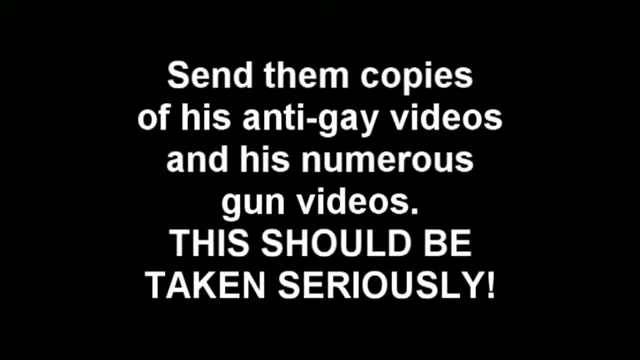 Send them copies
of his anti-gay videos
and his numerous
gun videos.
THIS SHOULD BE
TAKEN SERIOUSLY!